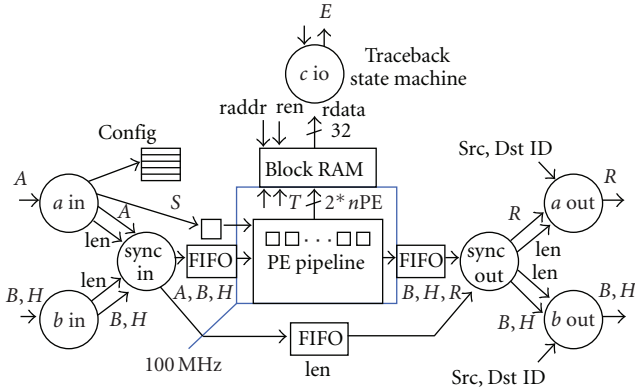 E
c io
Traceback
state machine
raddr
ren
rdata
32
Config
Block RAM
Src, Dst ID
A
a in
S
T
2* nPE
R
a out
R
A
len
. . .
sync
in
FIFO
PE pipeline
FIFO
sync
out
len
len
len
A, B, H
B, H, R
B, H
b in
B, H
B, H
b out
B, H
FIFO
100 MHz
len
Src, Dst ID